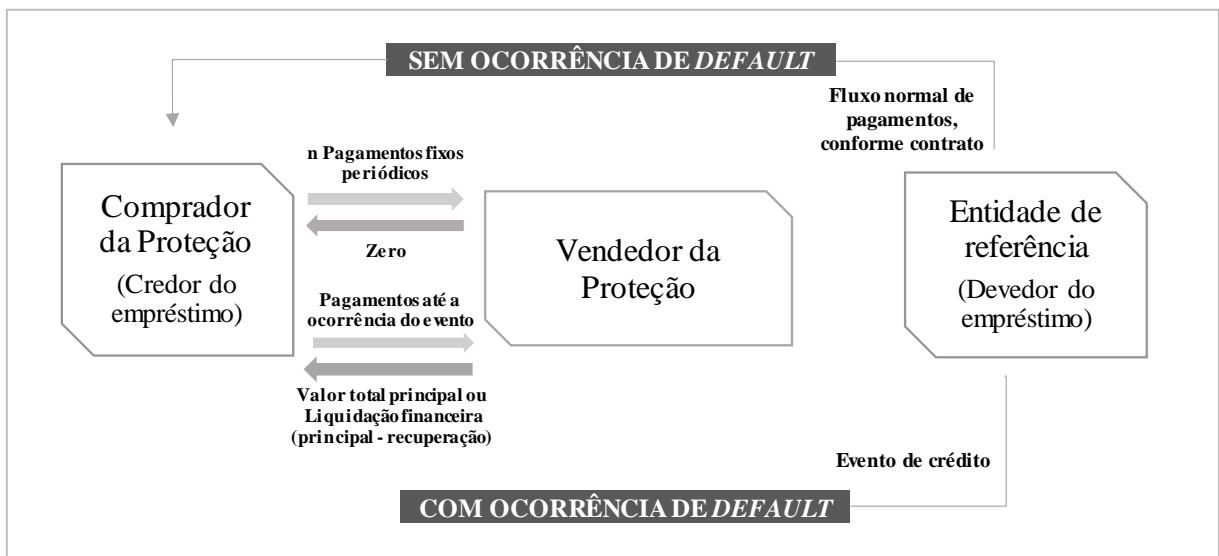 SEM OCORRÊNCIA DE DEFAULT
Fluxo normal de
pagamentos,
conforme contrato
n Pagamentos fixos
periódicos
Zero
Comprador
da Proteção
(Credor do
empréstimo)
Vendedor da
Proteção
Entidade de
referência
(Devedor do
empréstimo)
Pagamentos até a
ocorrência do evento
Valor total principal ou
Liquidação financeira
(principal - recuperação)
Evento de crédito
COM OCORRÊNCIA DE DEFAULT